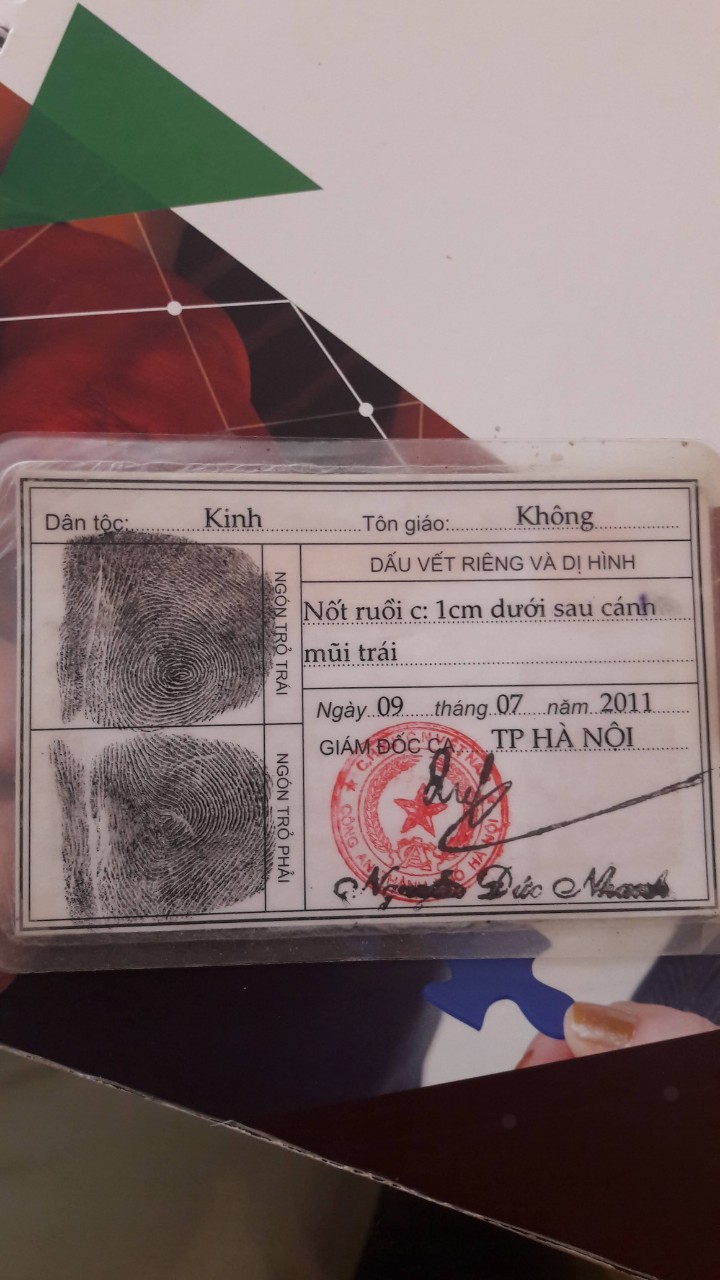 Dân tộc: Kinh Tôn giáo: Không
NGÓN TRỎ TRÁI
DẤU VẾT RIÊNG VÀ DỊ HÌNH
Nốt ruồi c: 1cm dưới sau cánh
mũi trái
Ngày 09 tháng 07 năm 2011
NGÓN TRỎ PHẢI
GIÁM ĐỐC CA TP HÀ NỘI
CÔNG AN HÀ NỘI
Nguyễn Đức Nhanh